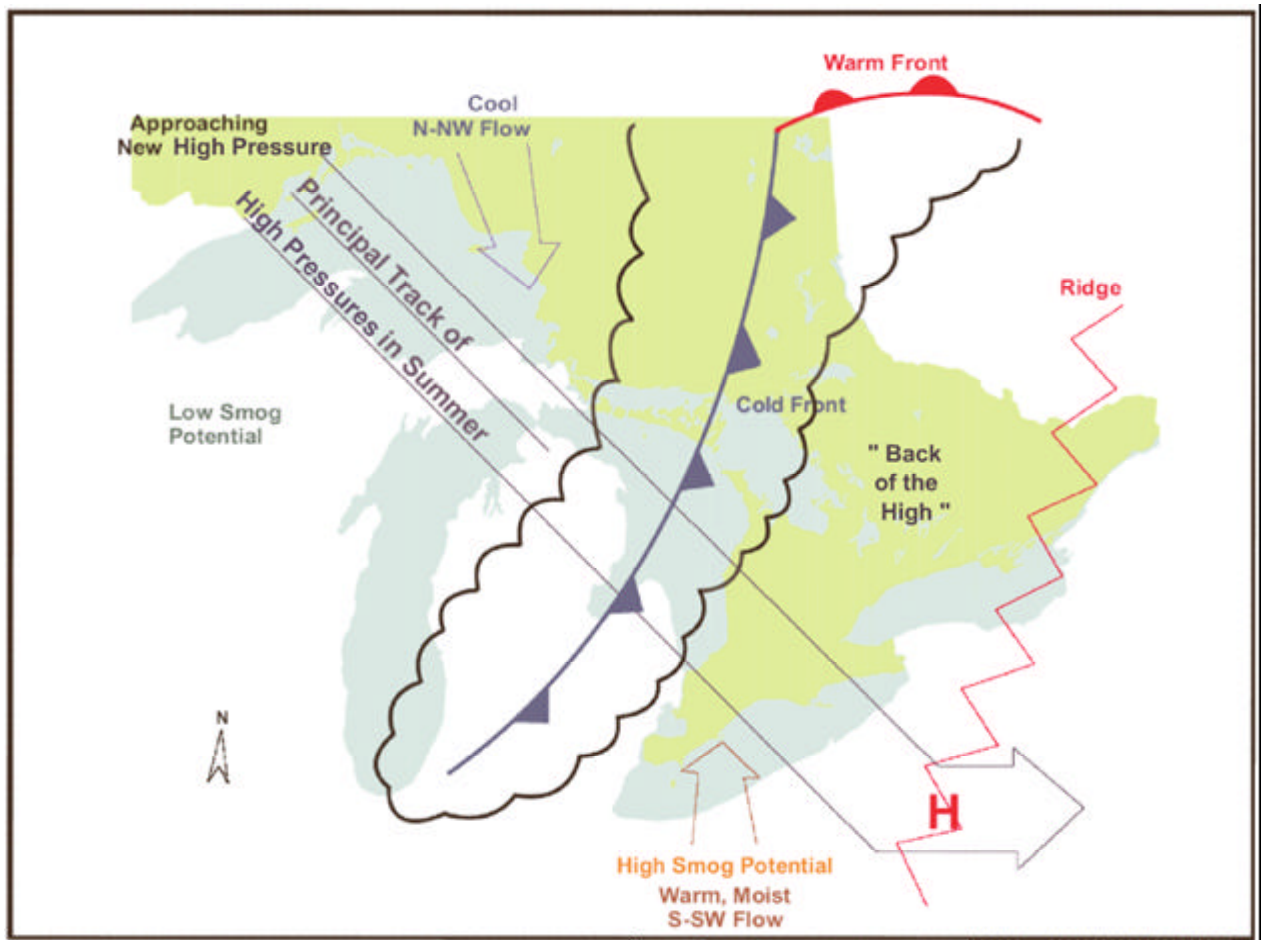 Warm Front
Cool
N-NW Flow
Approaching
New High Pressure
Principal Track of
High Pressures in Summer
Ridge
Low Smog
Potential
Cold Front
" Back
of the
High "
N
H
High Smog Potential
Warm, Moist
S-SW Flow